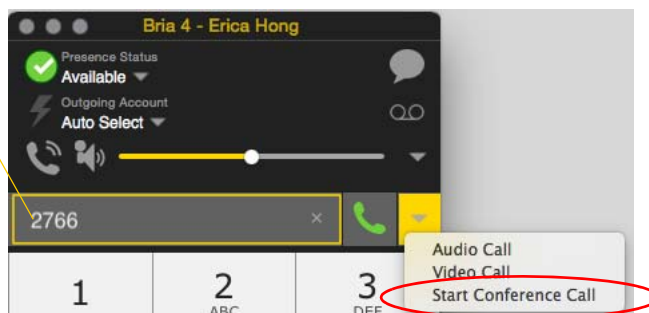 Bria 4 - Erica Hong
Presence Status
Available
Outgoing Account
Auto Select
2766
Audio Call
Video Call
Start Conference Call
1
2
ABC
3
DEF